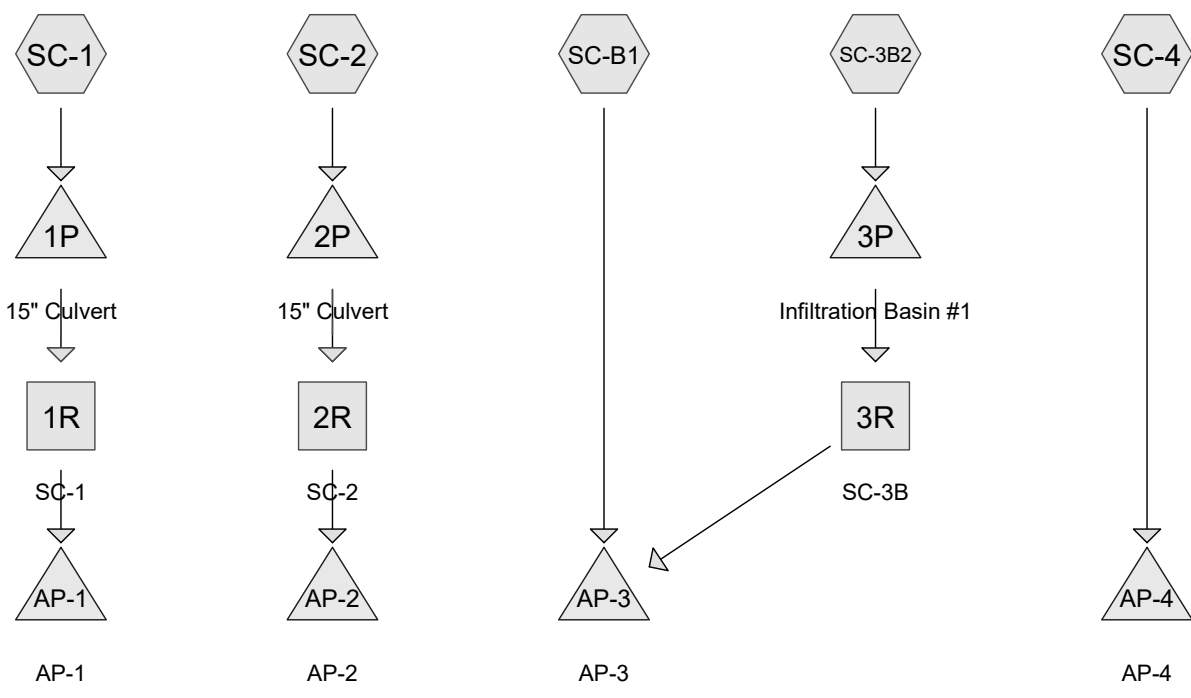 SC-1
SC-2
SC-B1
SC-3B2
SC-4
1P
2P
3P
15" Culvert
15" Culvert
Infiltration Basin #1
1R
2R
3R
SC-1
SC-2
SC-3B
AP-1
AP-2
AP-3
AP-4
AP-1
AP-2
AP-3
AP-4